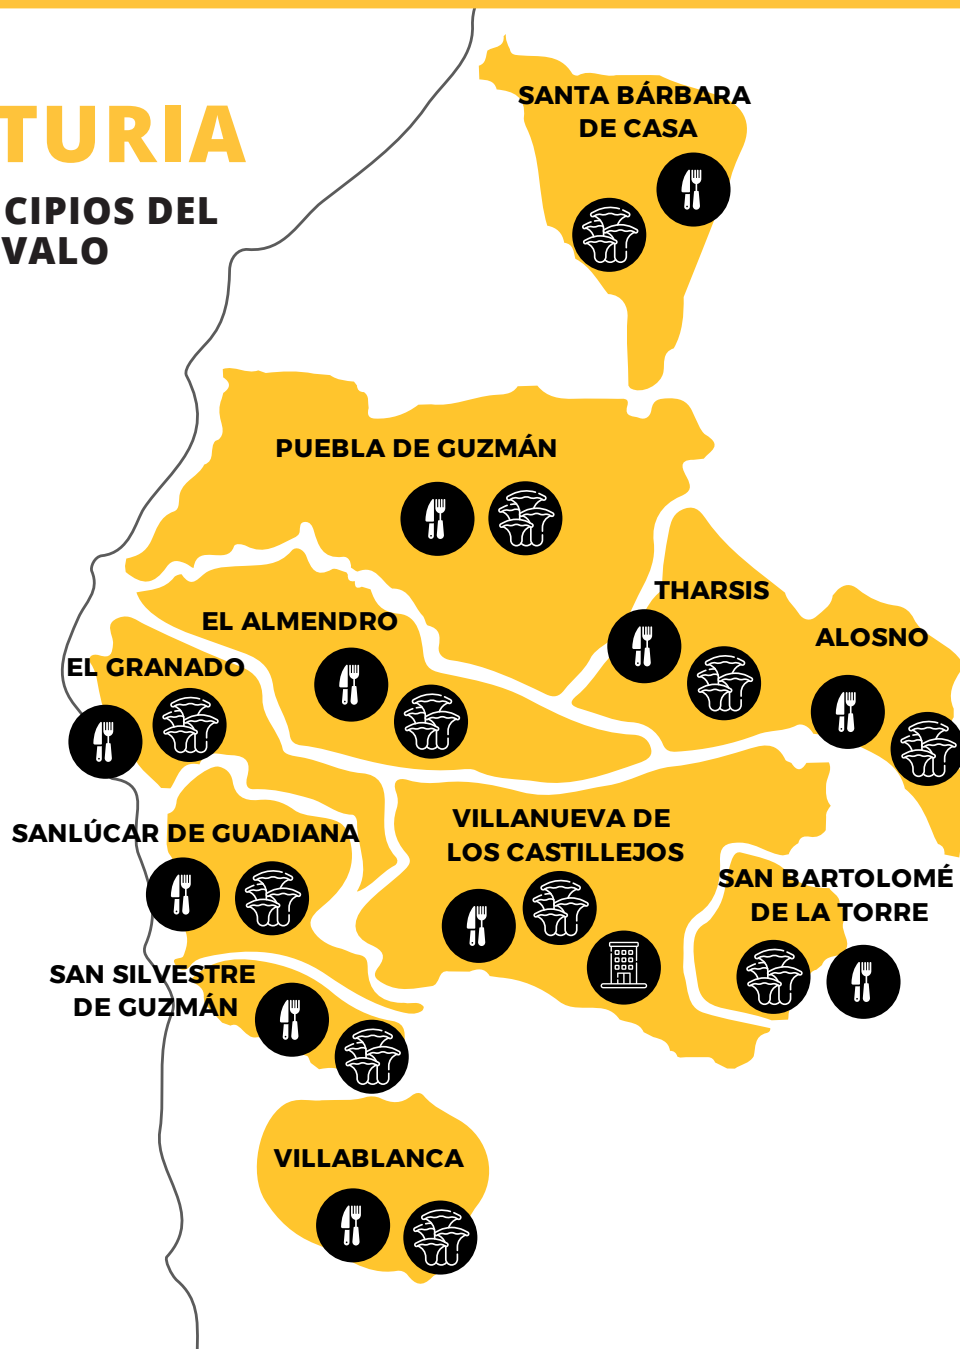 TURIA
CIPIOS DEL
VALO
SANTA BÁRBARA
DE CASA
PUEBLA DE GUZMÁN
THARSIS
EL ALMENDRO
ALOSNO
EL GRANADO
VILLANUEVA DE
LOS CASTILLEJOS
SANLÚCAR DE GUADIANA
SAN BARTOLOMÉ
DE LA TORRE
SAN SILVESTRE
DE GUZMÁN
VILLABLANCA